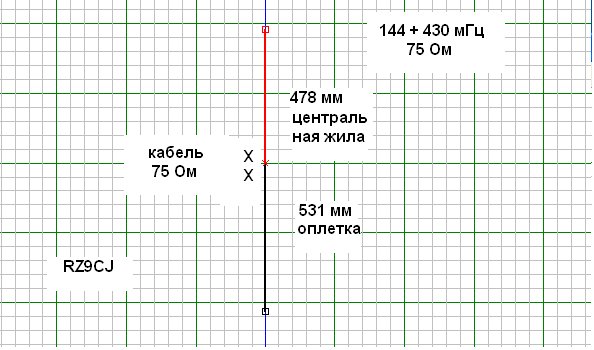 144 + 430 мГц
75 Ом
478 мм
централь
ная жила
кабель
75 Ом
X
X
531 мм
оплетка
RZ9CJ